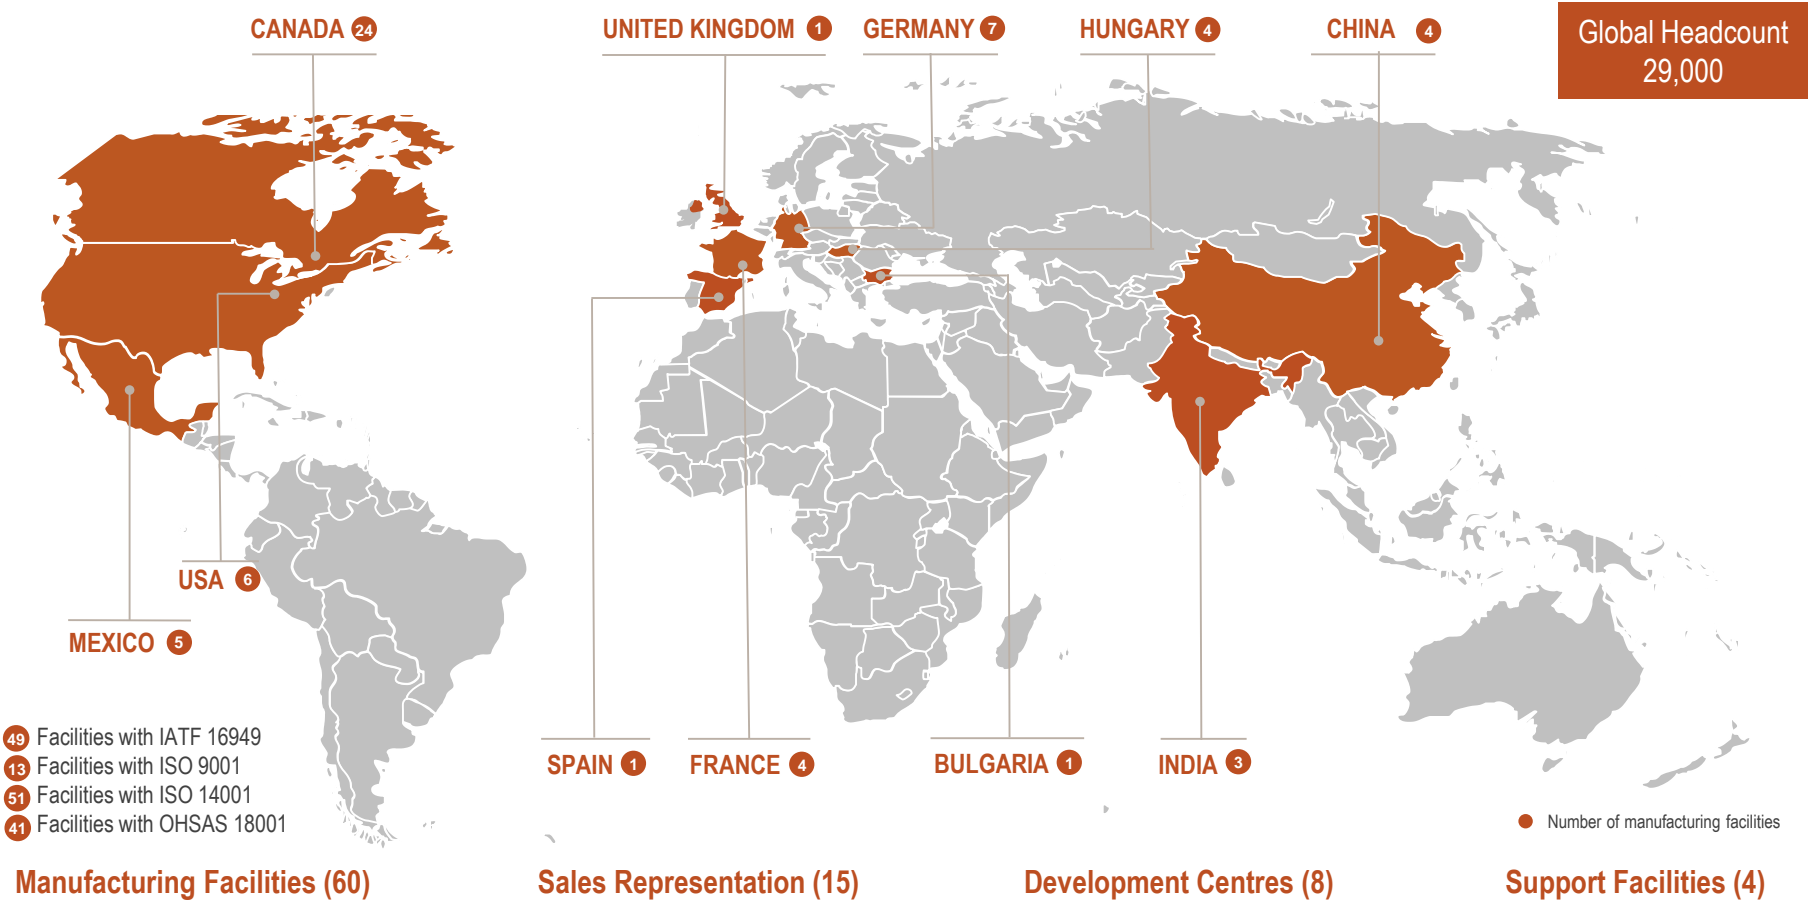 CANADA 24
UNITED KINGDOM 1
GERMANY 7
HUNGARY 4
CHINA 4
Global Headcount
29,000
USA 6
MEXICO 5
SPAIN 1
FRANCE 4
BULGARIA 1
INDIA 3
49 Facilities with IATF 16949
13 Facilities with ISO 9001
51 Facilities with ISO 14001
41 Facilities with OHSAS 18001
Number of manufacturing facilities
Manufacturing Facilities (60)
Sales Representation (15)
Development Centres (8)
Support Facilities (4)